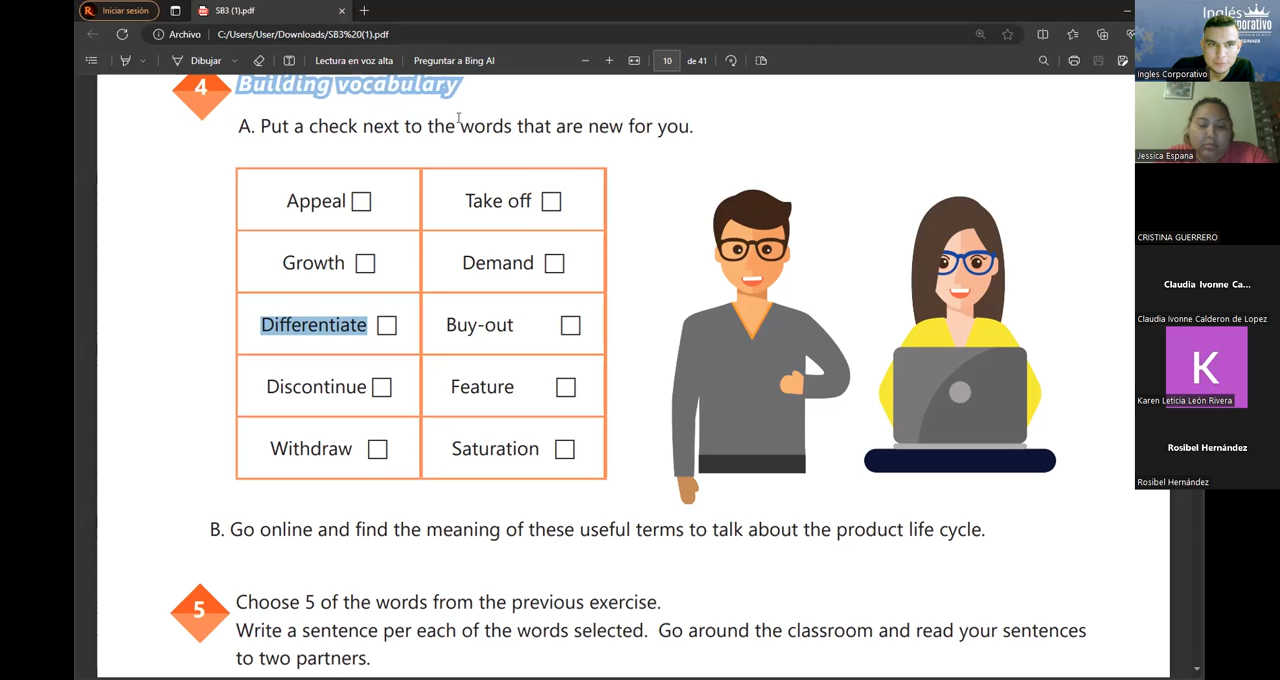 Iniciar sesión
SB3 (1).pdf
Archivo
C:/Users/User/Downloads/SB3%20(1).pdf
Dibujar
Lectura en voz alta
Preguntar a Bing AI
10 de 41
4 Building vocabulary
A. Put a check next to the words that are new for you.
Appeal
Take off
Growth
Demand
Differentiate
Buy-out
Discontinue
Feature
Withdraw
Saturation
B. Go online and find the meaning of these useful terms to talk about the product life cycle.
5 Choose 5 of the words from the previous exercise.
Write a sentence per each of the words selected. Go around the classroom and read your sentences
to two partners.
Inglés
Ingles Corporativo
Jessica Espana
CRISTINA GUERRERO
Claudia Ivonne Ca...
Claudia Ivonne Calderon de Lopez
K
Karen Leticia León Rivera
Rosibel Hernández
Rosibel Hernández